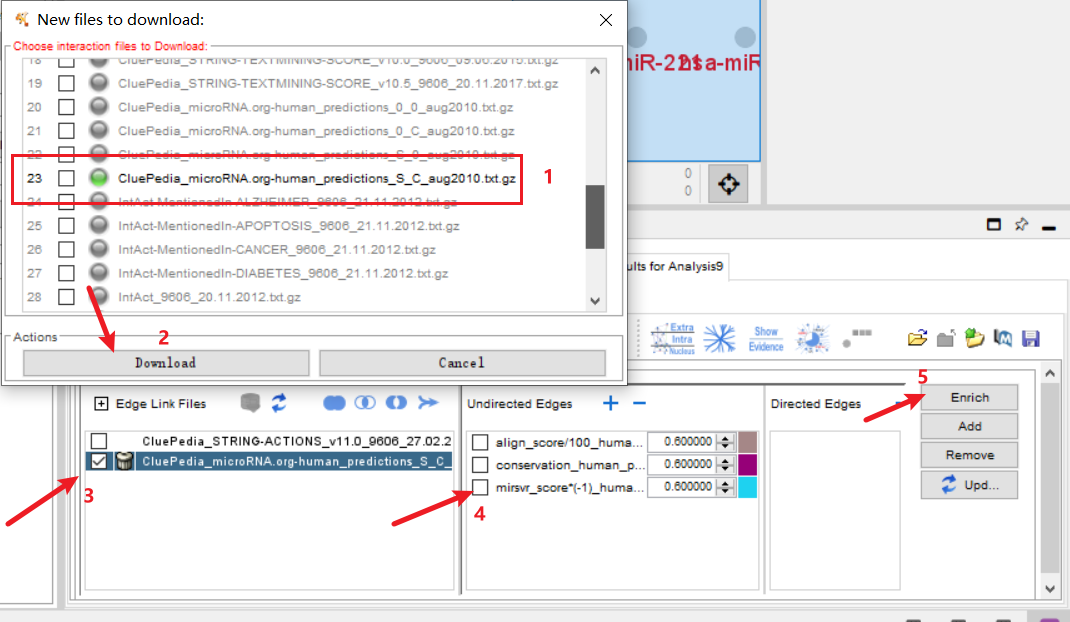 New files to download:
Choose interaction files to Download:
18 CluePedia_STRING-TEXTMINING-SCORE_v10.0_9606_09.06.2015.txt.gz
19 CluePedia_STRING-TEXTMINING-SCORE_v10.5_9606_20.11.2017.txt.gz
20 CluePedia_microRNA.org-human_predictions_0_0_aug2010.txt.gz
21 CluePedia_microRNA.org-human_predictions_0_C_aug2010.txt.gz
22 CluePedia_microRNA.org-human_predictions_S_0_aug2010.txt.gz
23 CluePedia_microRNA.org-human_predictions_S_C_aug2010.txt.gz
1
24 IntAct-MentionedIn-ALZHEIMER_9606_21.11.2012.txt.gz
25 IntAct-MentionedIn-APOPTOSIS_9606_21.11.2012.txt.gz
26 IntAct-MentionedIn-CANCER_9606_21.11.2012.txt.gz
27 IntAct-MentionedIn-DIABETES_9606_21.11.2012.txt.gz
28 IntAct_9606_20.11.2012.txt.gz
Actions
2
Download Cancel
miR-221
hsa-miR
0
0
ults for Analysis9
Extra
Intra
Nucleus
Show
Evidence
Edge Link Files
CluePedia_STRING-ACTIONS_v11.0_9606_27.02.2
CluePedia_microRNA.org-human_predictions_S_C_
3
Undirected Edges
align_score/100_huma... 0.600000
conservation_human_p... 0.600000
mirsvr_score*(-1)_huma... 0.600000
4
Directed Edges
5
Enrich
Add
Remove
Upd...